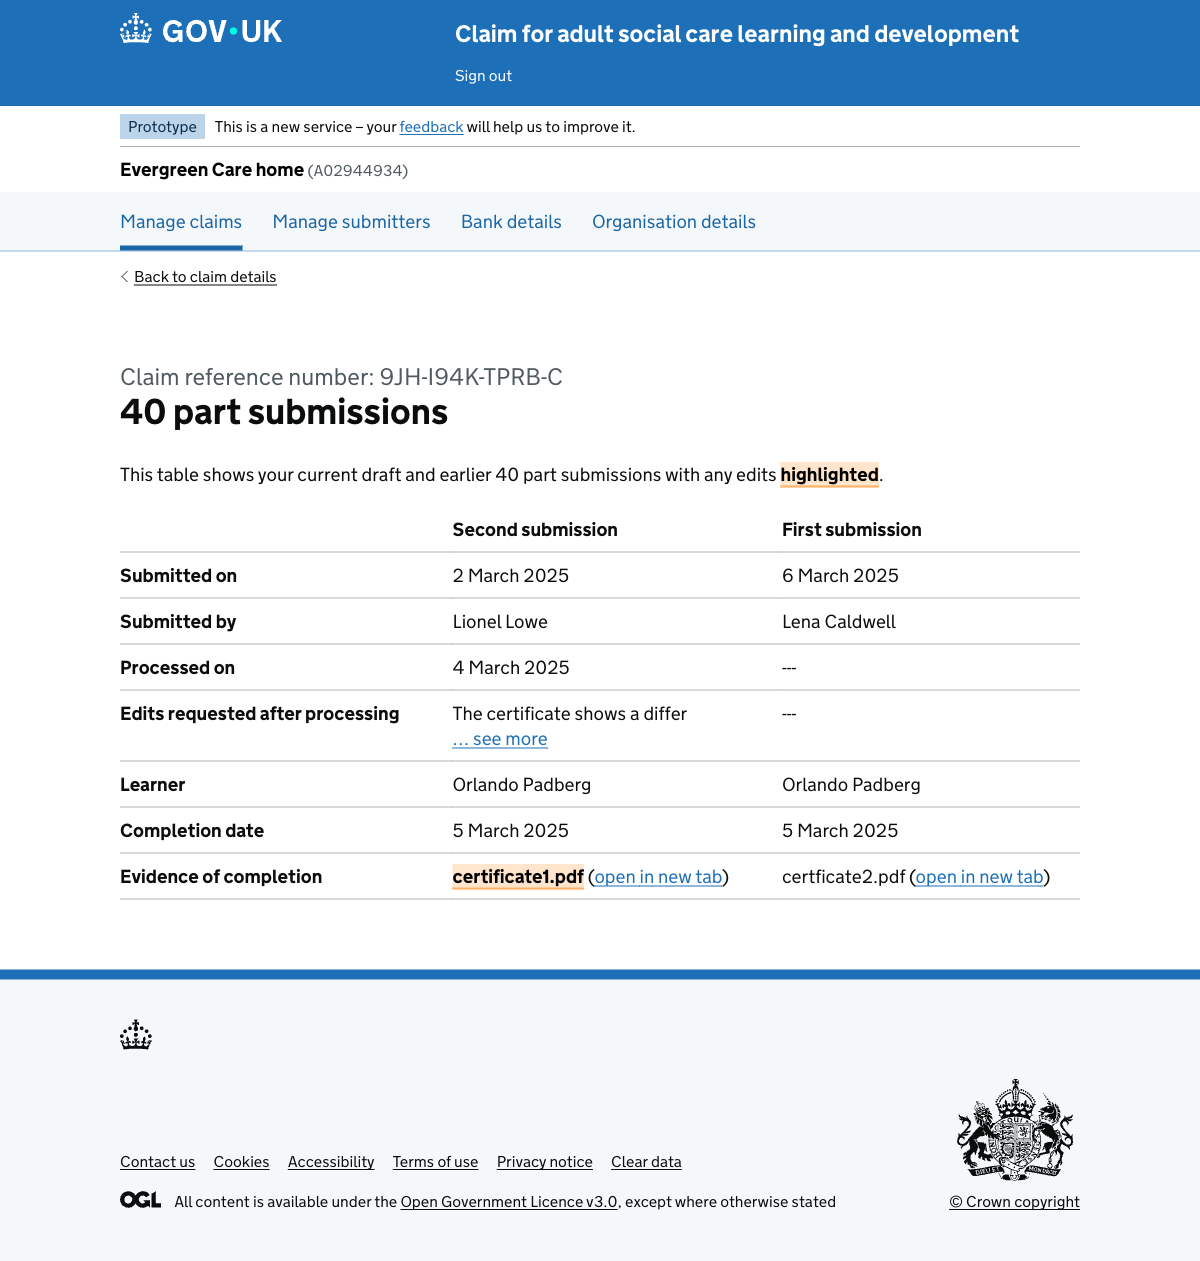 GOV·UK
Claim for adult social care learning and development
Sign out
Prototype This is a new service – your feedback will help us to improve it.
Evergreen Care home (A02944934)
Manage claims Manage submitters Bank details Organisation details
Back to claim details
Claim reference number: 9JH-I94K-TPRB-C
40 part submissions
This table shows your current draft and earlier 40 part submissions with any edits highlighted.
Second submission First submission
Submitted on 2 March 2025 6 March 2025
Submitted by Lionel Lowe Lena Caldwell
Processed on 4 March 2025 ---
Edits requested after processing The certificate shows a differ ---
... see more
Learner Orlando Padberg Orlando Padberg
Completion date 5 March 2025 5 March 2025
Evidence of completion certificate1.pdf (open in new tab) certficate2.pdf (open in new tab)
Contact us Cookies Accessibility Terms of use Privacy notice Clear data
OGL All content is available under the Open Government Licence v3.0, except where otherwise stated
© Crown copyright